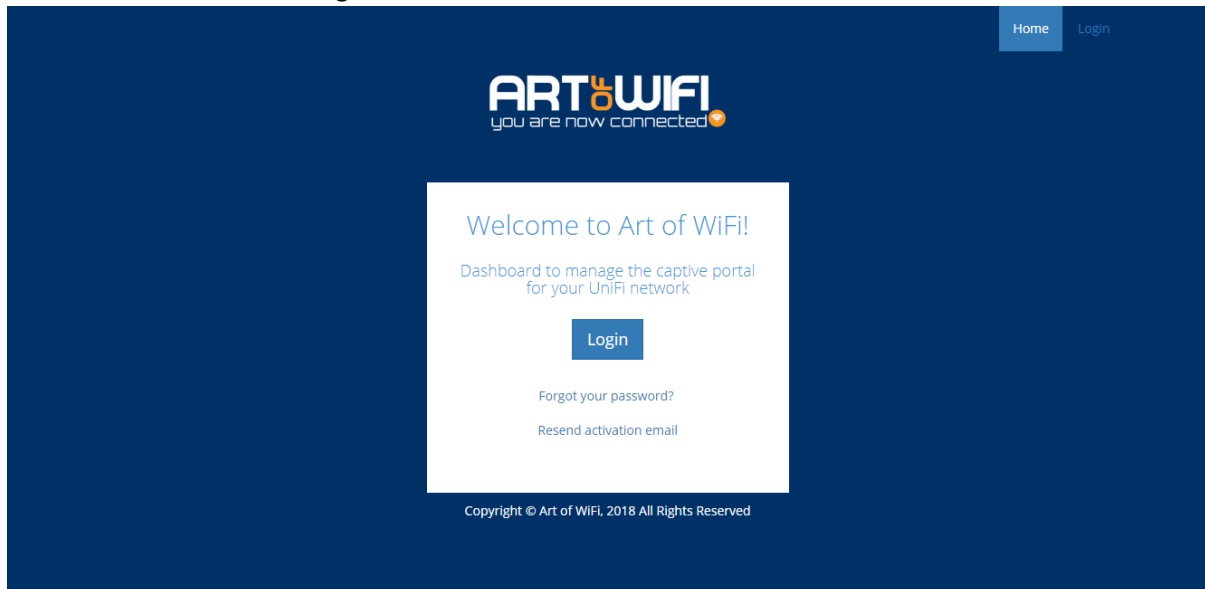 Home Login
ART OF WIFI
you are now connected
Welcome to Art of WiFi!
Dashboard to manage the captive portal
for your UniFi network
Login
Forgot your password?
Resend activation email
Copyright © Art of WiFi, 2018 All Rights Reserved